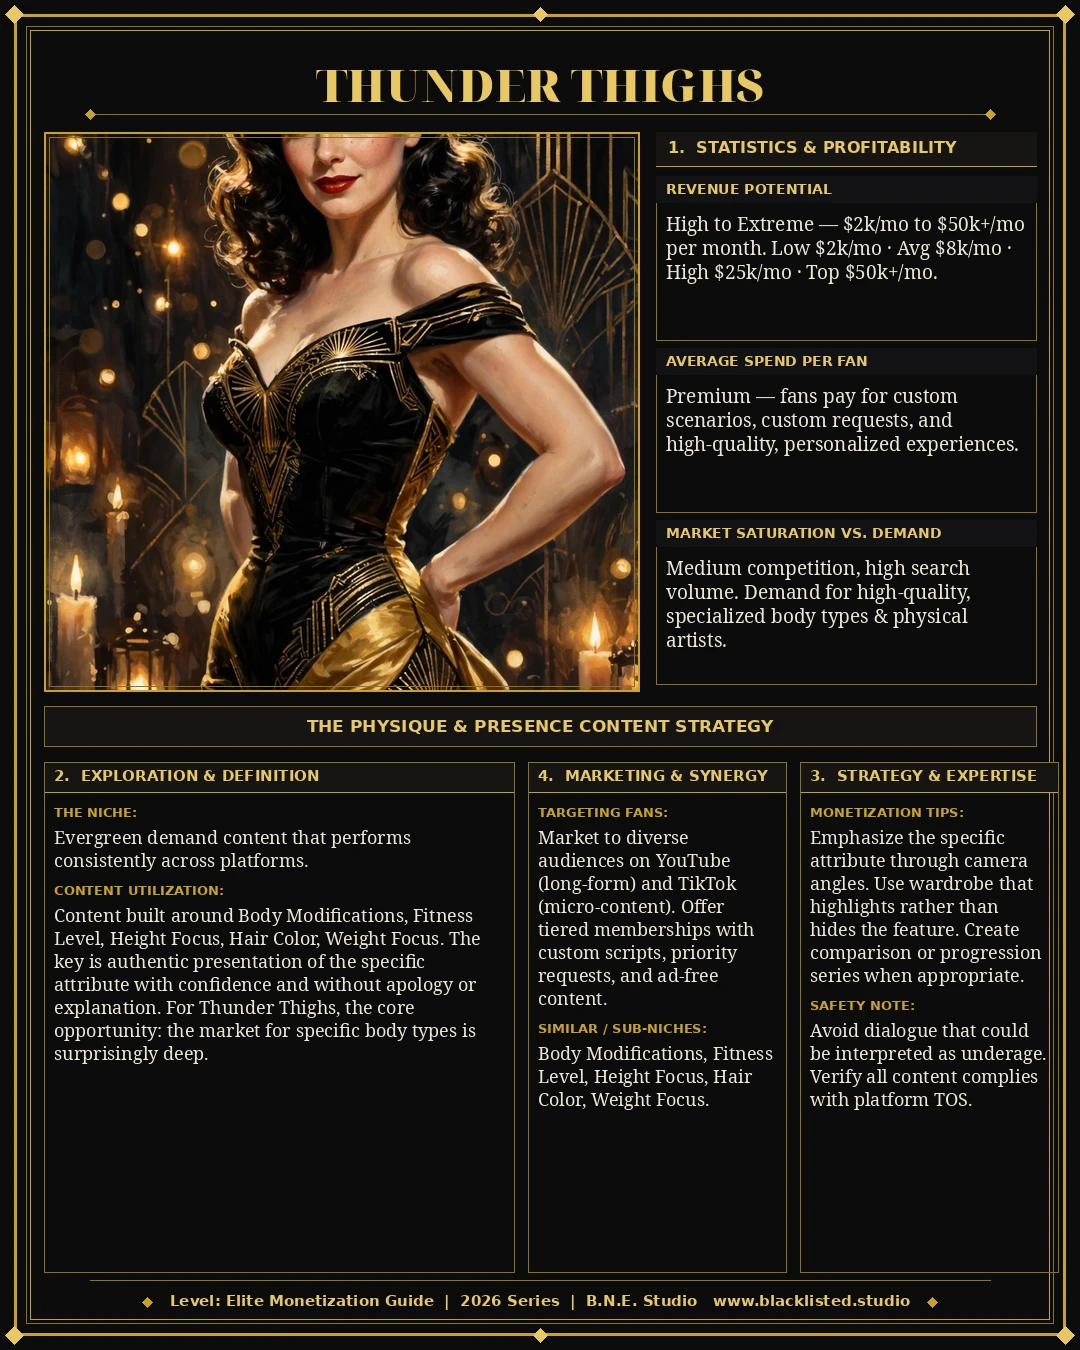 THUNDER THIGHS
1. STATISTICS & PROFITABILITY
REVENUE POTENTIAL
High to Extreme — $2k/mo to $50k+/mo
per month. Low $2k/mo · Avg $8k/mo ·
High $25k/mo · Top $50k+/mo.
AVERAGE SPEND PER FAN
Premium — fans pay for custom
scenarios, custom requests, and
high-quality, personalized experiences.
MARKET SATURATION VS. DEMAND
Medium competition, high search
volume. Demand for high-quality,
specialized body types & physical
artists.
THE PHYSIQUE & PRESENCE CONTENT STRATEGY
2. EXPLORATION & DEFINITION
THE NICHE:
Evergreen demand content that performs
consistently across platforms.
CONTENT UTILIZATION:
Content built around Body Modifications, Fitness
Level, Height Focus, Hair Color, Weight Focus. The
key is authentic presentation of the specific
attribute with confidence and without apology or
explanation. For Thunder Thighs, the core
opportunity: the market for specific body types is
surprisingly deep.
4. MARKETING & SYNERGY
TARGETING FANS:
Market to diverse
audiences on YouTube
(long-form) and TikTok
(micro-content). Offer
tiered memberships with
custom scripts, priority
requests, and ad-free
content.
SIMILAR / SUB-NICHES:
Body Modifications, Fitness
Level, Height Focus, Hair
Color, Weight Focus.
3. STRATEGY & EXPERTISE
MONETIZATION TIPS:
Emphasize the specific
attribute through camera
angles. Use wardrobe that
highlights rather than
hides the feature. Create
comparison or progression
series when appropriate.
SAFETY NOTE:
Avoid dialogue that could
be interpreted as underage.
Verify all content complies
with platform TOS.
Level: Elite Monetization Guide | 2026 Series | B.N.E. Studio www.blacklisted.studio